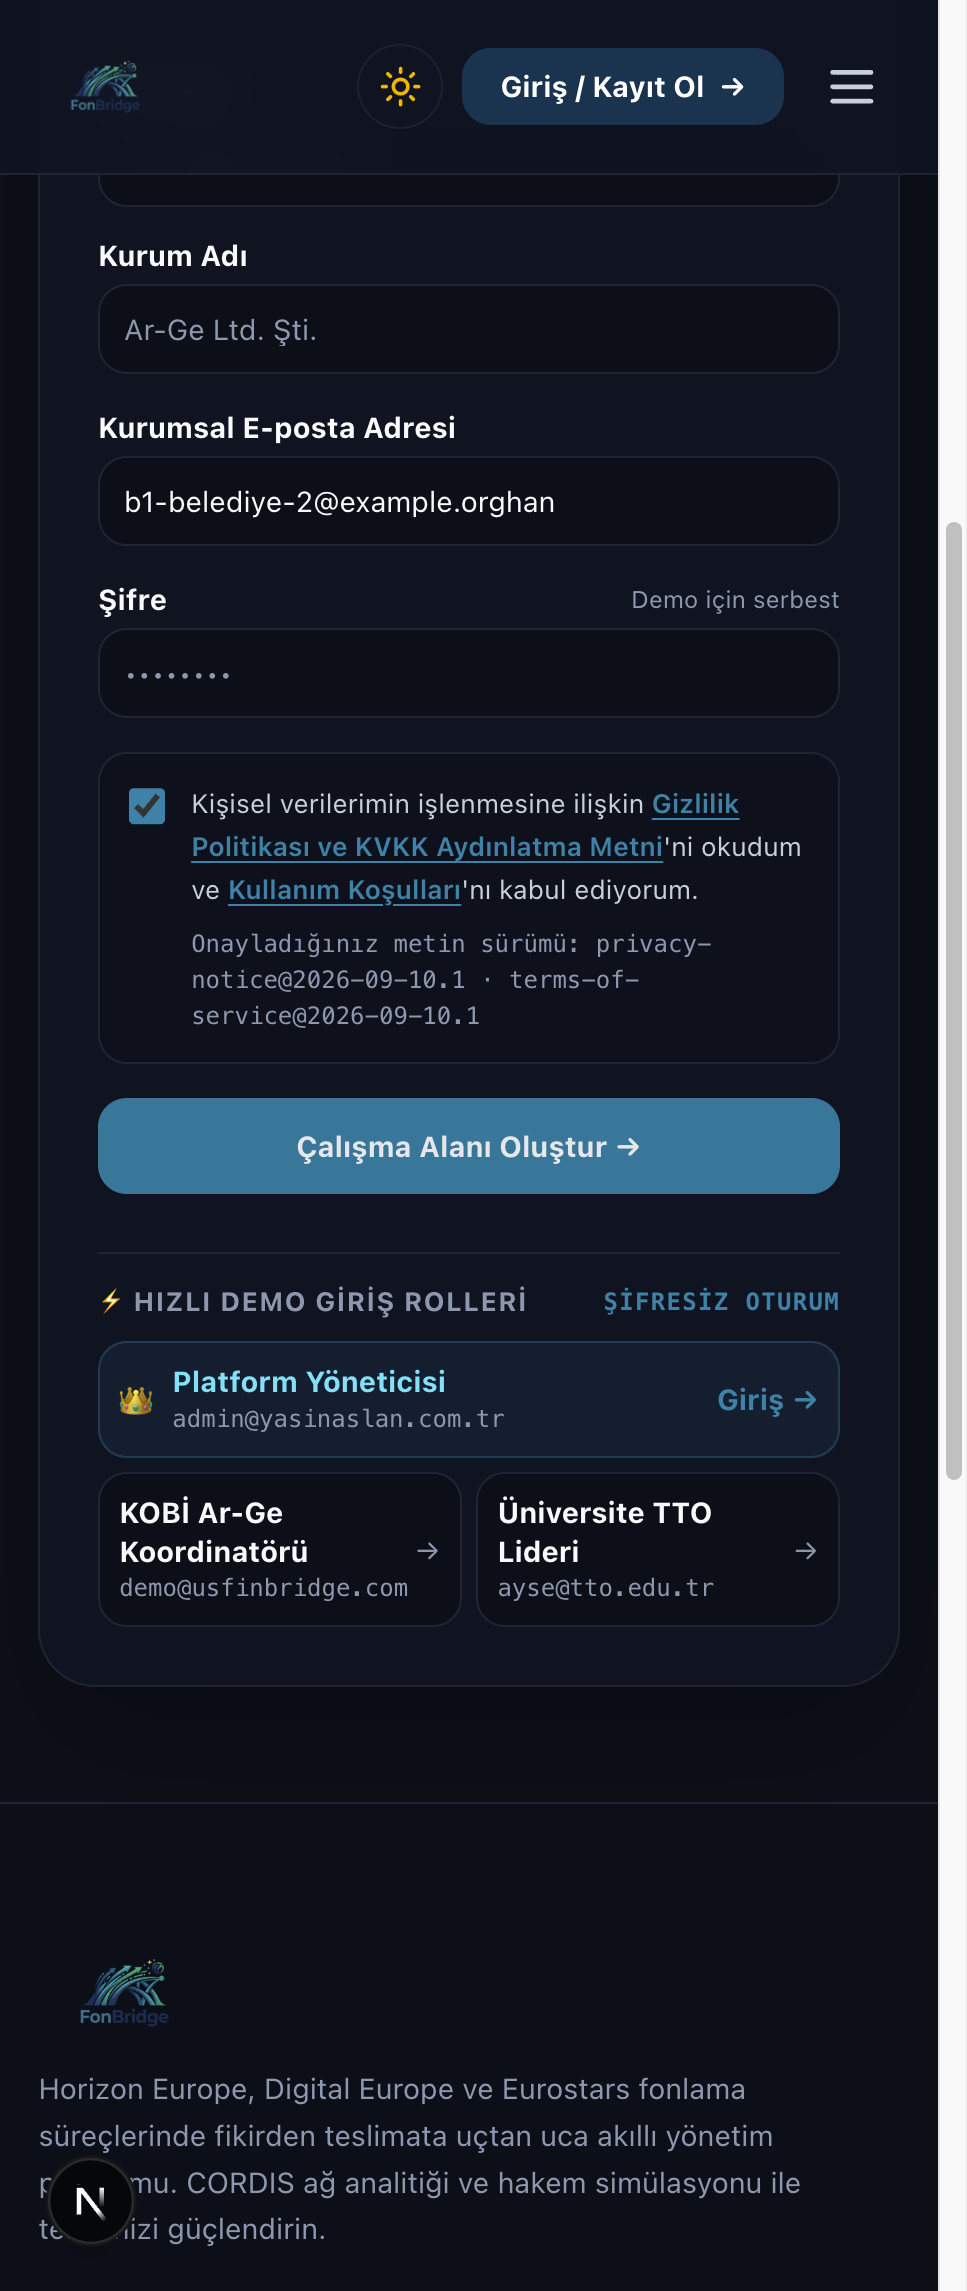 FonBridge
Giriş / Kayıt Ol →
Kurum Adı
Ar-Ge Ltd. Şti.
Kurumsal E-posta Adresi
b1-belediye-2@example.orghan
Şifre
Demo için serbest
Kişisel verilerimin işlenmesine ilişkin Gizlilik
Politikası ve KVKK Aydınlatma Metni'ni okudum
ve Kullanım Koşulları'nı kabul ediyorum.
Onayladığınız metin sürümü: privacy-
notice@2026-09-10.1 · terms-of-
service@2026-09-10.1
Çalışma Alanı Oluştur →
⚡ HIZLI DEMO GİRİŞ ROLLERİ
ŞİFRESİZ OTURUM
Platform Yöneticisi
admin@yasinaslan.com.tr
Giriş →
KOBİ Ar-Ge
Koordinatörü
→
demo@usfinbridge.com
Üniversite TTO
Lideri
→
ayse@tto.edu.tr
FonBridge
Horizon Europe, Digital Europe ve Eurostars fonlama
süreçlerinde fikirden teslimata uçtan uca akıllı yönetim
CORDIS ağ analitiği ve hakem simülasyonu ile
güçlendirin.
N